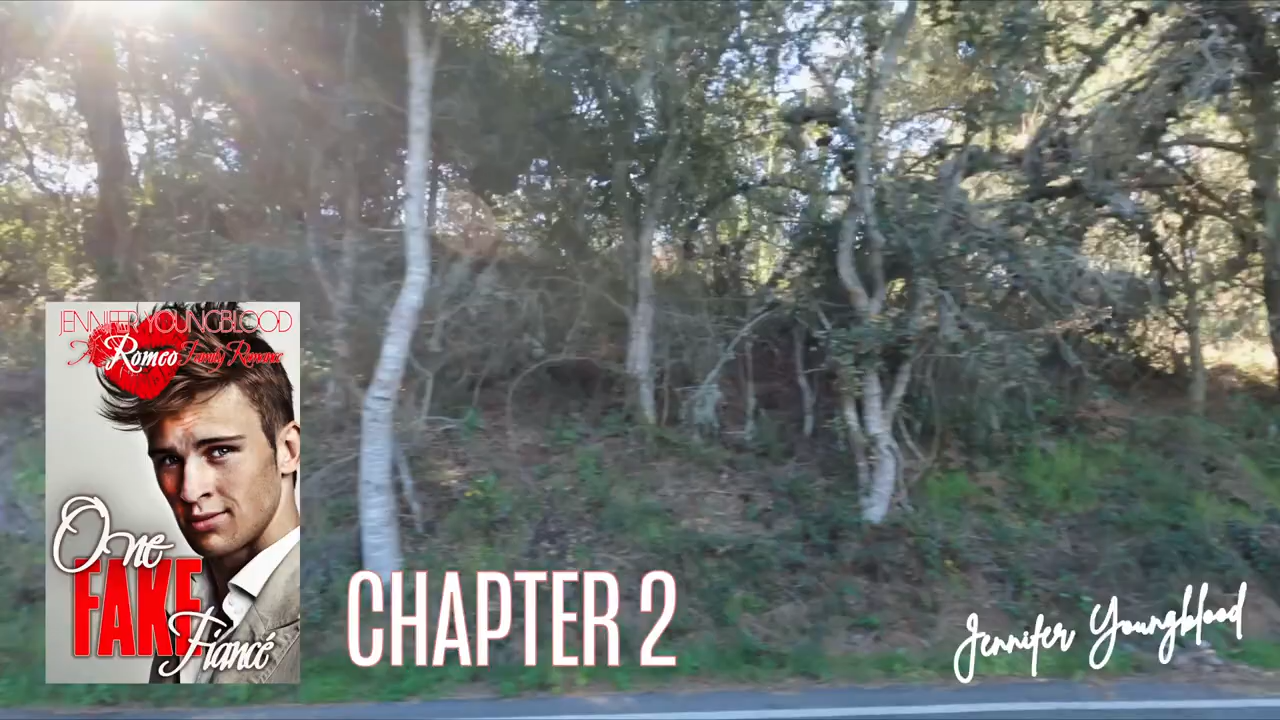 JENNIFER YOUNGBLOOD
A Romeo Family Romance
One
FAKE
Fiancé
CHAPTER 2
Jennifer Youngblood